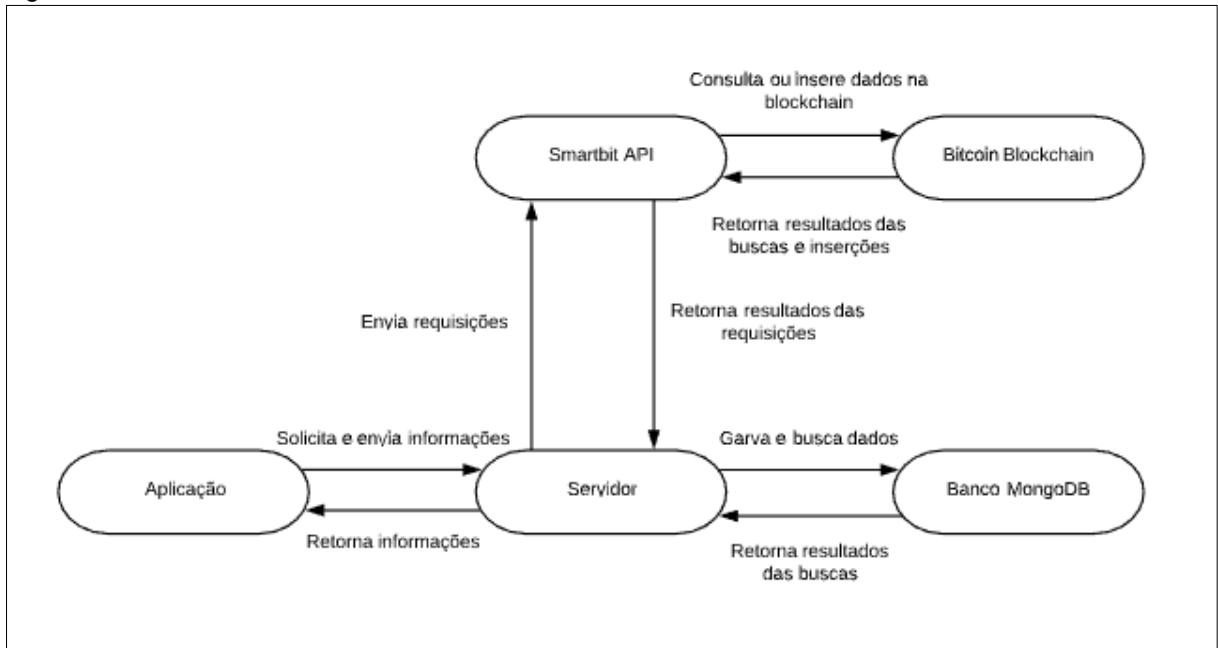 Consulta ou insere dados na
blockchain
Smartbit API
Bitcoin Blockchain
Retorna resultados das
buscas e inserções
Envia requisições
Retorna resultados das
requisições
Solicita e envia informações
Garva e busca dados
Aplicação
Servidor
Banco MongoDB
Retorna informações
Retorna resultados
das buscas